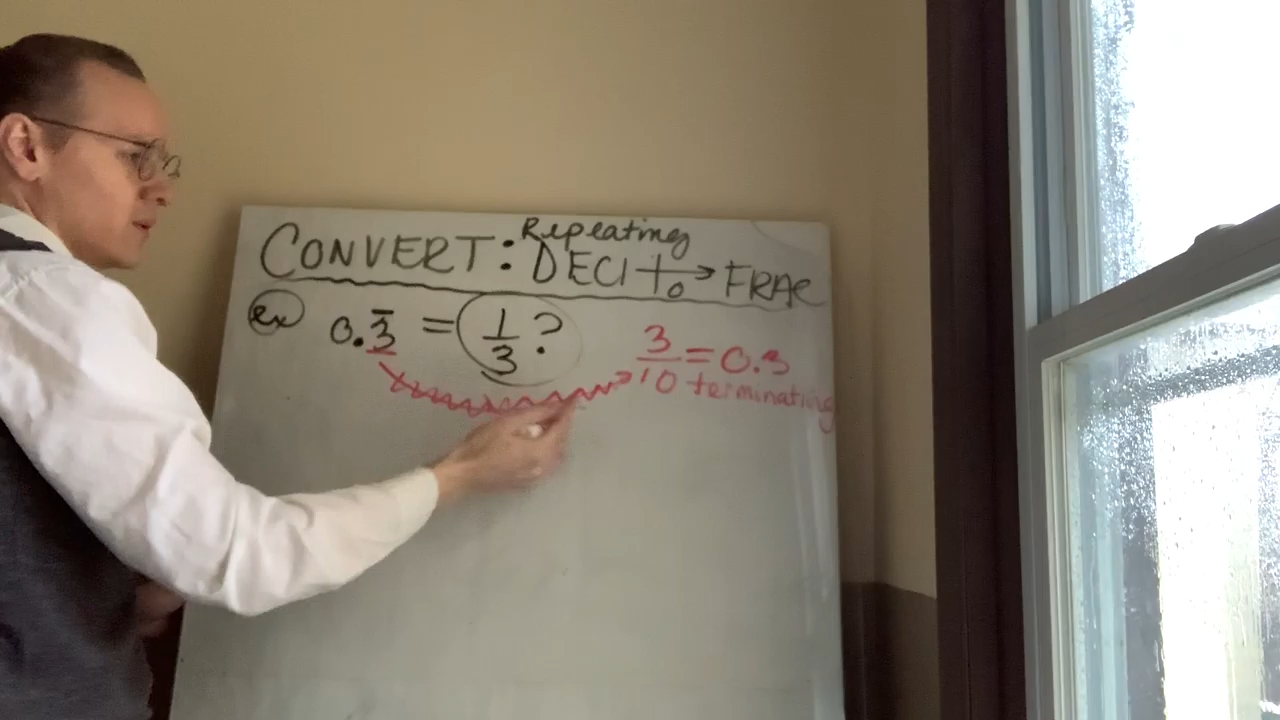 CONVERT: Repeating DECI to → FRAC
ex 0.3̅ = 1/3 ?
3/10 = 0.3
terminating